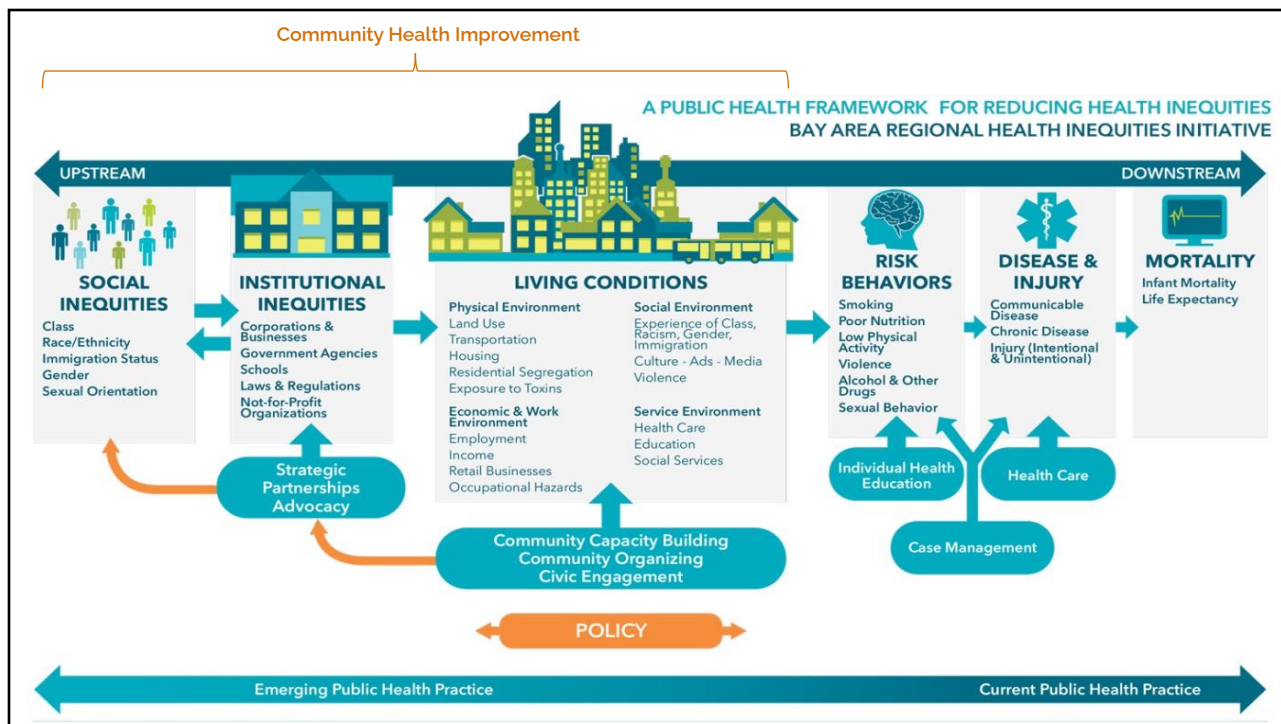 Community Health Improvement
A PUBLIC HEALTH FRAMEWORK FOR REDUCING HEALTH INEQUITIES
BAY AREA REGIONAL HEALTH INEQUITIES INITIATIVE
UPSTREAM
DOWNSTREAM
SOCIAL
INEQUITIES
Class
Race/Ethnicity
Immigration Status
Gender
Sexual Orientation
INSTITUTIONAL
INEQUITIES
Corporations &
Businesses
Government Agencies
Schools
Laws & Regulations
Not-for-Profit
Organizations
LIVING CONDITIONS
Physical Environment
Land Use
Transportation
Housing
Residential Segregation
Exposure to Toxins
Economic & Work
Environment
Employment
Income
Retail Businesses
Occupational Hazards
Social Environment
Experience of Class,
Racism, Gender,
Immigration
Culture - Ads - Media
Violence
Service Environment
Health Care
Education
Social Services
RISK
BEHAVIORS
Smoking
Poor Nutrition
Low Physical
Activity
Violence
Alcohol & Other
Drugs
Sexual Behavior
DISEASE &
INJURY
Communicable
Disease
Chronic Disease
Injury (Intentional
& Unintentional)
MORTALITY
Infant Mortality
Life Expectancy
Strategic
Partnerships
Advocacy
Community Capacity Building
Community Organizing
Civic Engagement
Individual Health
Education
Health Care
Case Management
POLICY
Emerging Public Health Practice
Current Public Health Practice